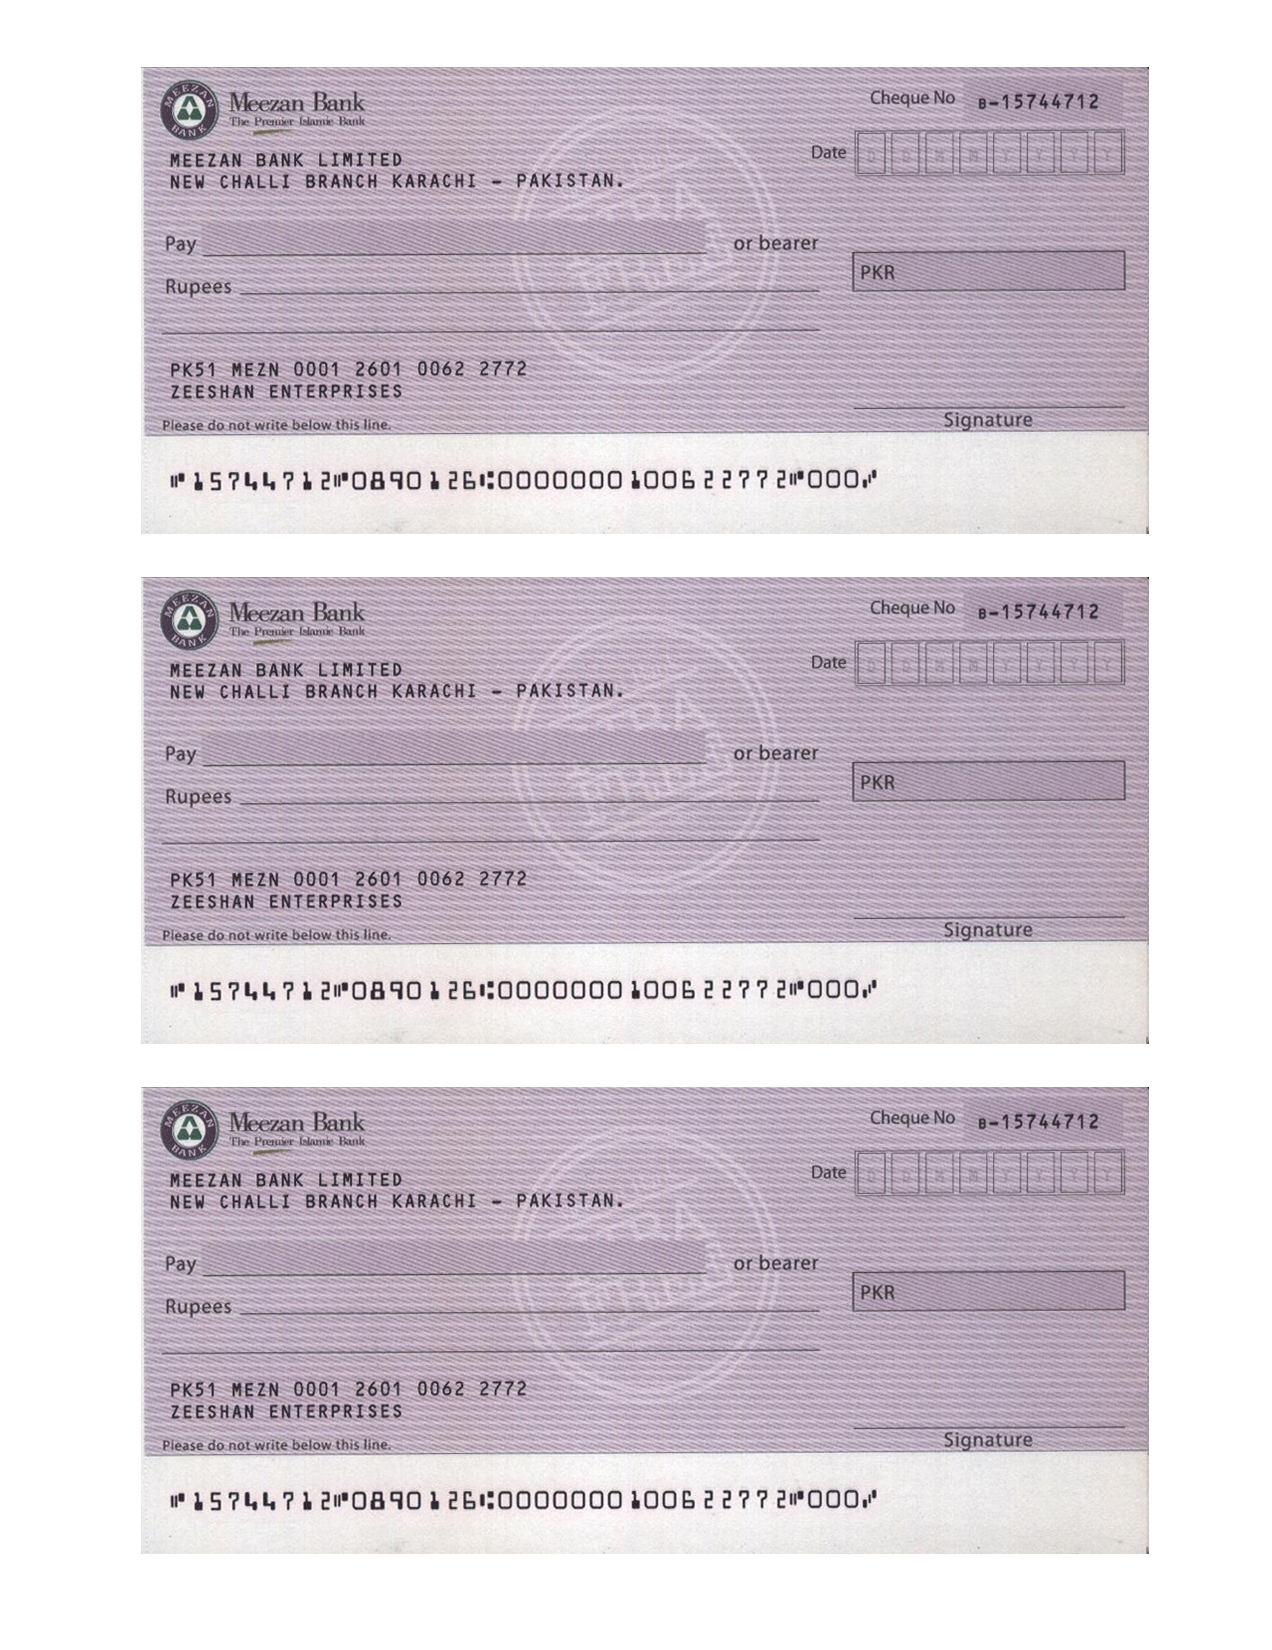 MEEZAN BANK
Meezan Bank
The Premier Islamic Bank
Cheque No B-15744712
MEEZAN BANK LIMITED
NEW CHALLI BRANCH KARACHI - PAKISTAN.
Date D D M M Y Y Y Y
Pay or bearer
PKR
Rupees
PK51 MEZN 0001 2601 0062 2772
ZEESHAN ENTERPRISES
Please do not write below this line.
Signature
⑈15744712⑈0890126⑆0000000100622772⑈000⑇
MEEZAN BANK
Meezan Bank
The Premier Islamic Bank
Cheque No B-15744712
MEEZAN BANK LIMITED
NEW CHALLI BRANCH KARACHI - PAKISTAN.
Date D D M M Y Y Y Y
Pay or bearer
PKR
Rupees
PK51 MEZN 0001 2601 0062 2772
ZEESHAN ENTERPRISES
Please do not write below this line.
Signature
⑈15744712⑈0890126⑆0000000100622772⑈000⑇
MEEZAN BANK
Meezan Bank
The Premier Islamic Bank
Cheque No B-15744712
MEEZAN BANK LIMITED
NEW CHALLI BRANCH KARACHI - PAKISTAN.
Date D D M M Y Y Y Y
Pay or bearer
PKR
Rupees
PK51 MEZN 0001 2601 0062 2772
ZEESHAN ENTERPRISES
Please do not write below this line.
Signature
⑈15744712⑈0890126⑆0000000100622772⑈000⑇